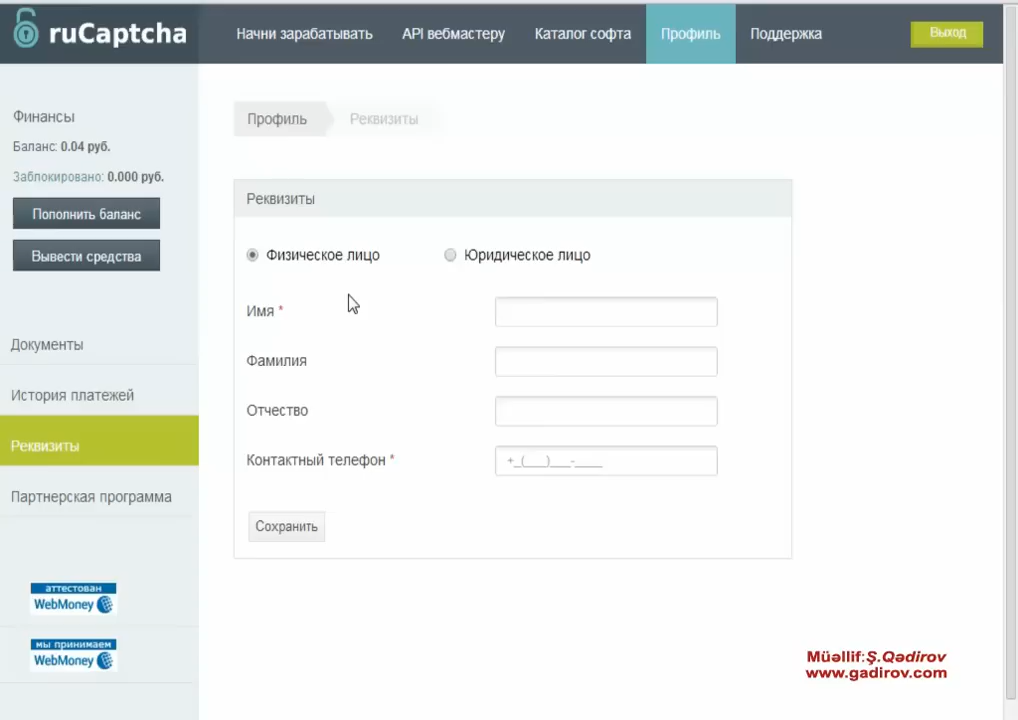 ruCaptcha
Начни зарабатывать
API вебмастеру
Каталог софта
Профиль
Поддержка
Выход
Финансы
Баланс: 0.04 руб.
Заблокировано: 0.000 руб.
Пополнить баланс
Вывести средства
Документы
История платежей
Реквизиты
Партнерская программа
аттестован
WebMoney
мы принимаем
WebMoney
Профиль
Реквизиты
Реквизиты
Физическое лицо
Юридическое лицо
Имя *
Фамилия
Отчество
Контактный телефон *
+_(___)___-____
Сохранить
Müəllif:Ş.Qədirov
www.gadirov.com